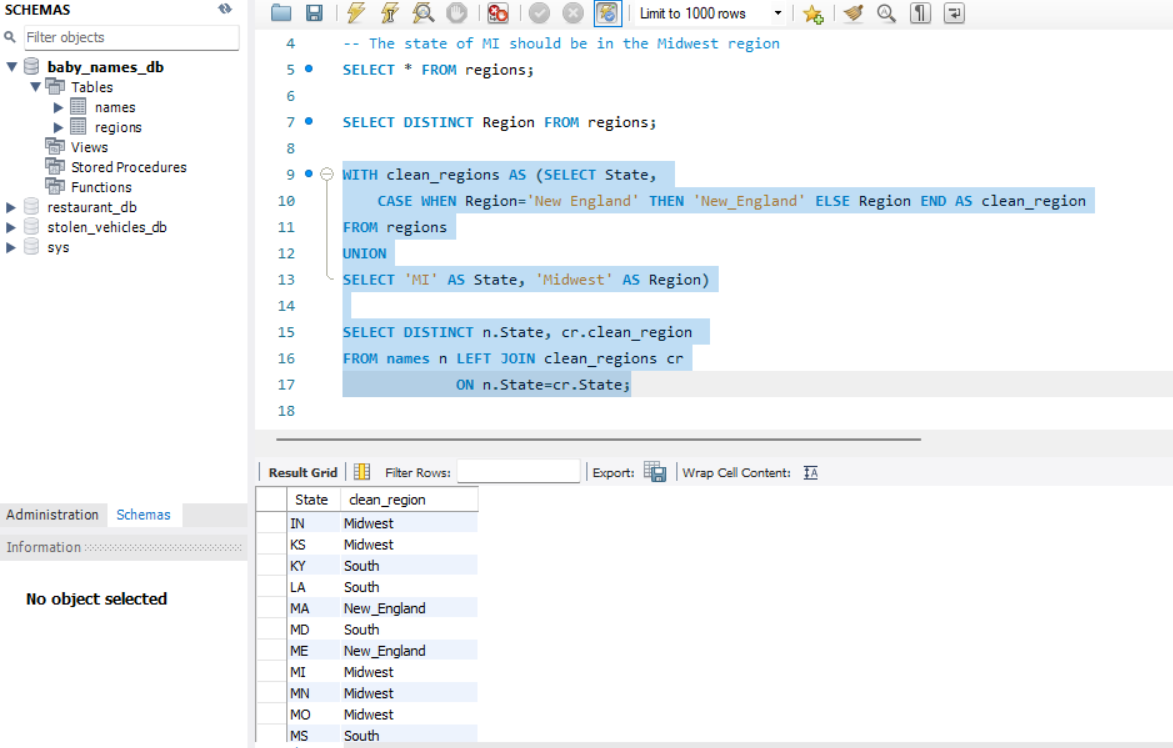 SCHEMAS
Filter objects
baby_names_db
Tables
names
regions
Views
Stored Procedures
Functions
restaurant_db
stolen_vehicles_db
sys
Administration Schemas
Information
No object selected
Limit to 1000 rows
4 -- The state of MI should be in the Midwest region
5 SELECT * FROM regions;
6
7 SELECT DISTINCT Region FROM regions;
8
9 WITH clean_regions AS (SELECT State,
10 CASE WHEN Region='New England' THEN 'New_England' ELSE Region END AS clean_region
11 FROM regions
12 UNION
13 SELECT 'MI' AS State, 'Midwest' AS Region)
14
15 SELECT DISTINCT n.State, cr.clean_region
16 FROM names n LEFT JOIN clean_regions cr
17 ON n.State=cr.State;
18
Result Grid Filter Rows: Export: Wrap Cell Content: IA
State clean_region
IN Midwest
KS Midwest
KY South
LA South
MA New_England
MD South
ME New_England
MI Midwest
MN Midwest
MO Midwest
MS South